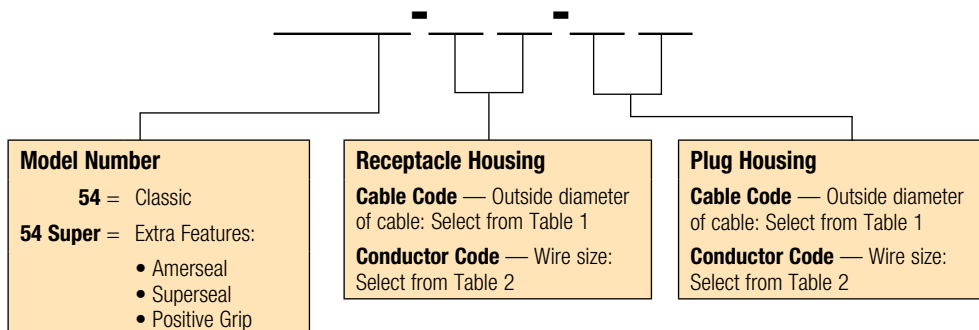 - -
Model Number
54 = Classic
54 Super = Extra Features:
• Amerseal
• Superseal
• Positive Grip
Receptacle Housing
Cable Code — Outside diameter
of cable: Select from Table 1
Conductor Code — Wire size:
Select from Table 2
Plug Housing
Cable Code — Outside diameter
of cable: Select from Table 1
Conductor Code — Wire size:
Select from Table 2